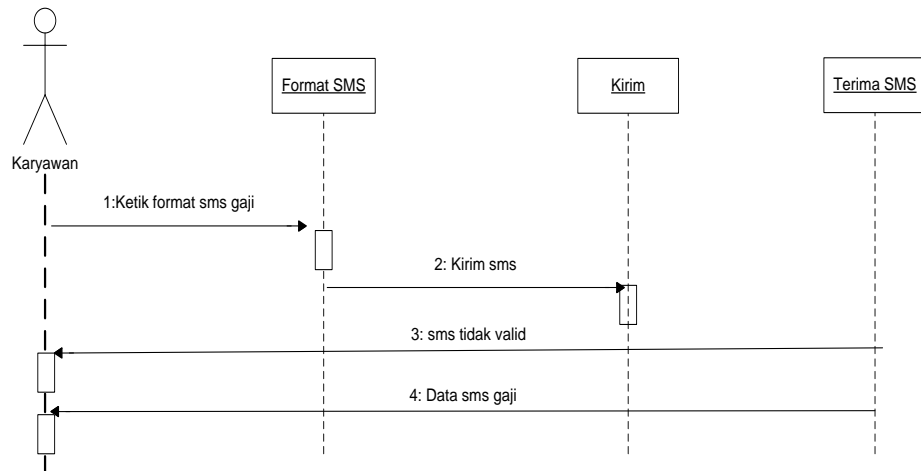 Format SMS
Kirim
Terima SMS
Karyawan
1:Ketik format sms gaji
2: Kirim sms
3: sms tidak valid
4: Data sms gaji